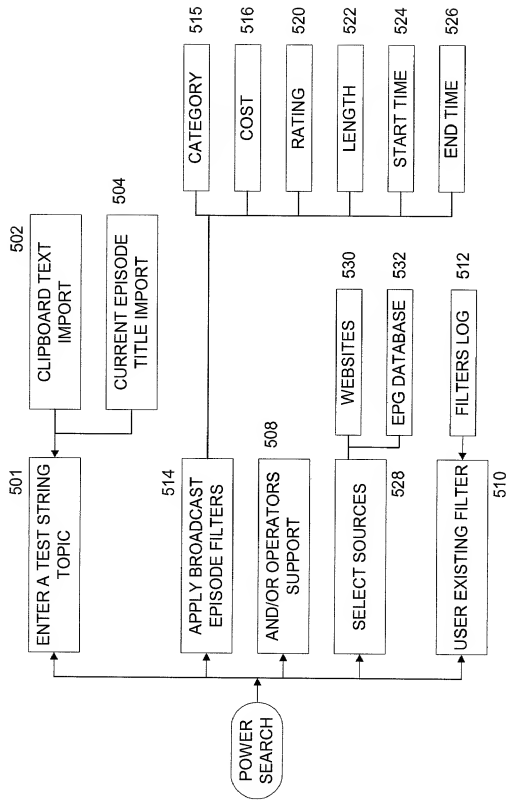 POWER
SEARCH
501
ENTER A TEST STRING
TOPIC
502
CLIPBOARD TEXT
IMPORT
504
CURRENT EPISODE
TITLE IMPORT
514
APPLY BROADCAST
EPISODE FILTERS
CATEGORY
515
COST
516
RATING
520
LENGTH
522
START TIME
524
END TIME
526
508
AND/OR OPERATORS
SUPPORT
SELECT SOURCES
528
WEBSITES
530
EPG DATABASE
532
USER EXISTING FILTER
510
FILTERS LOG
512